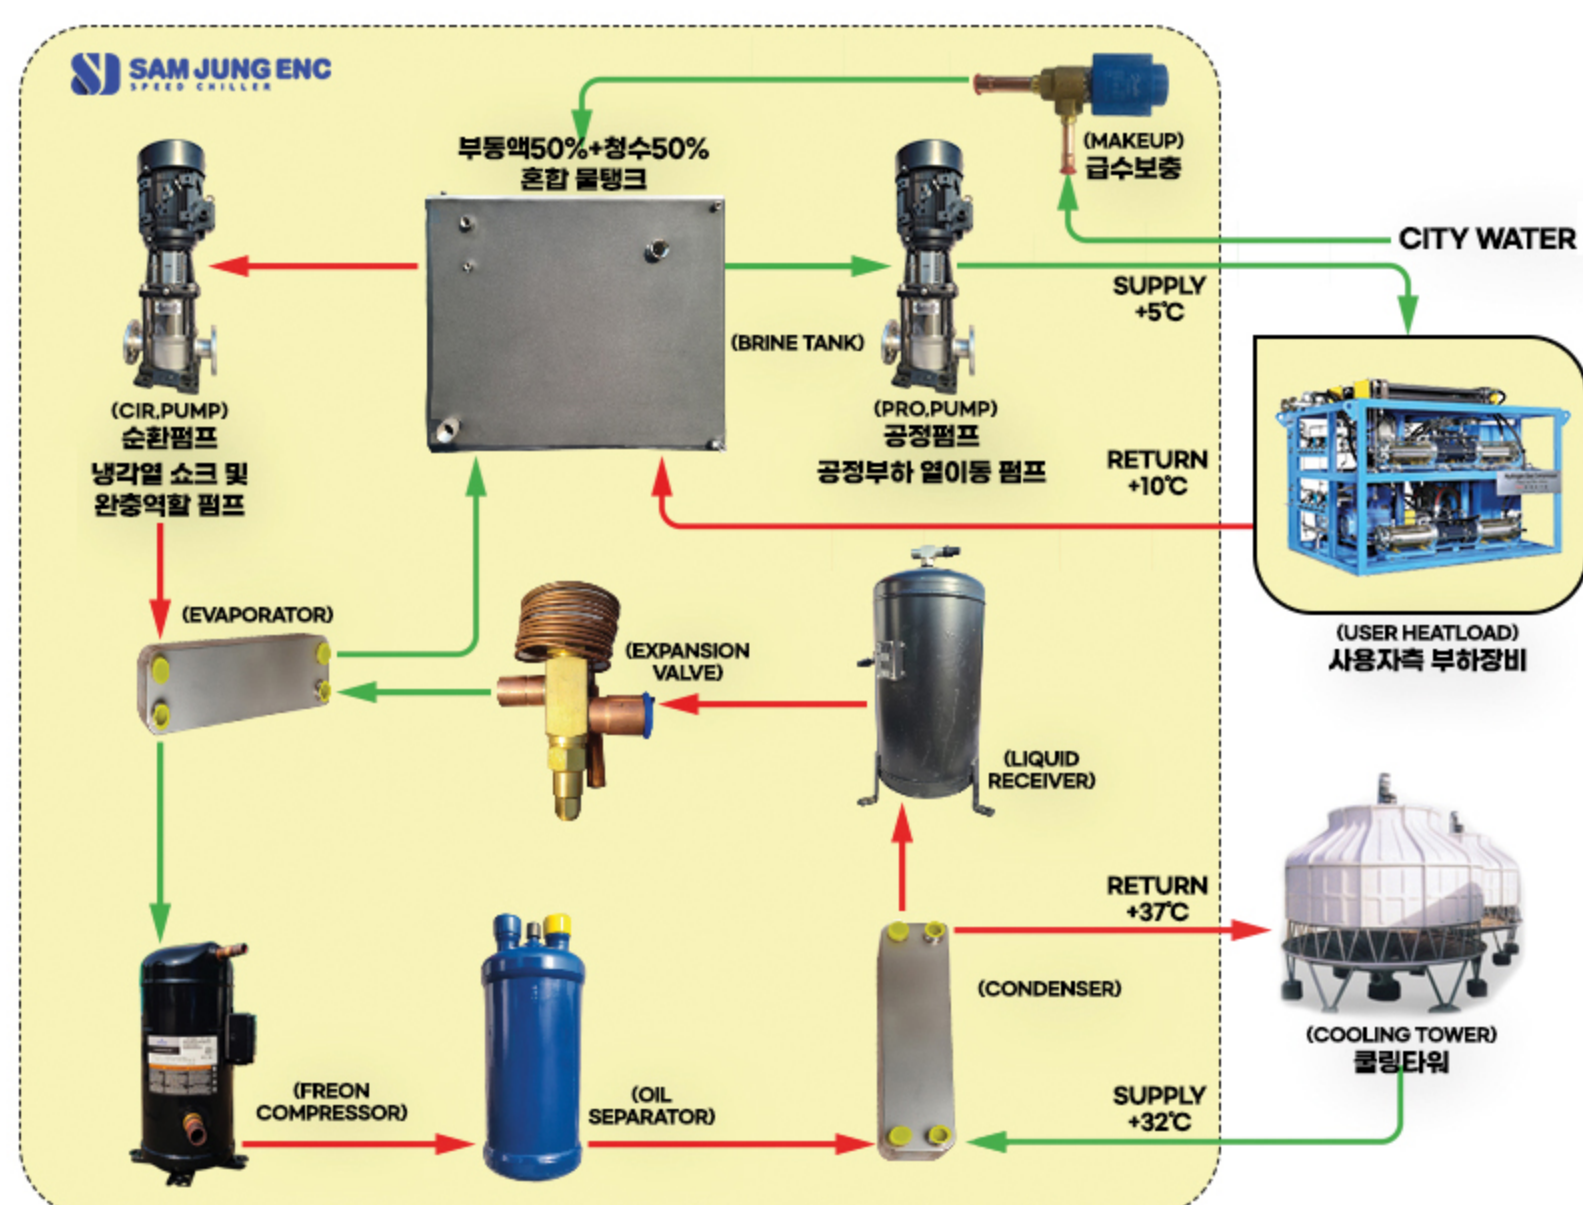 SAM JUNG ENC
SPEED CHILLER
부동액50%+청수50%
혼합 물탱크
(MAKEUP)
급수보충
CITY WATER
SUPPLY
+5℃
(BRINE TANK)
(CIR,PUMP)
순환펌프
냉각열 쇼크 및
완충역할 펌프
(PRO,PUMP)
공정펌프
공정부하 열이동 펌프
RETURN
+10℃
(EVAPORATOR)
(EXPANSION
VALVE)
(USER HEATLOAD)
사용자측 부하장비
(LIQUID
RECEIVER)
RETURN
+37℃
(CONDENSER)
(COOLING TOWER)
쿨링타워
(FREON
COMPRESSOR)
(OIL
SEPARATOR)
SUPPLY
+32℃